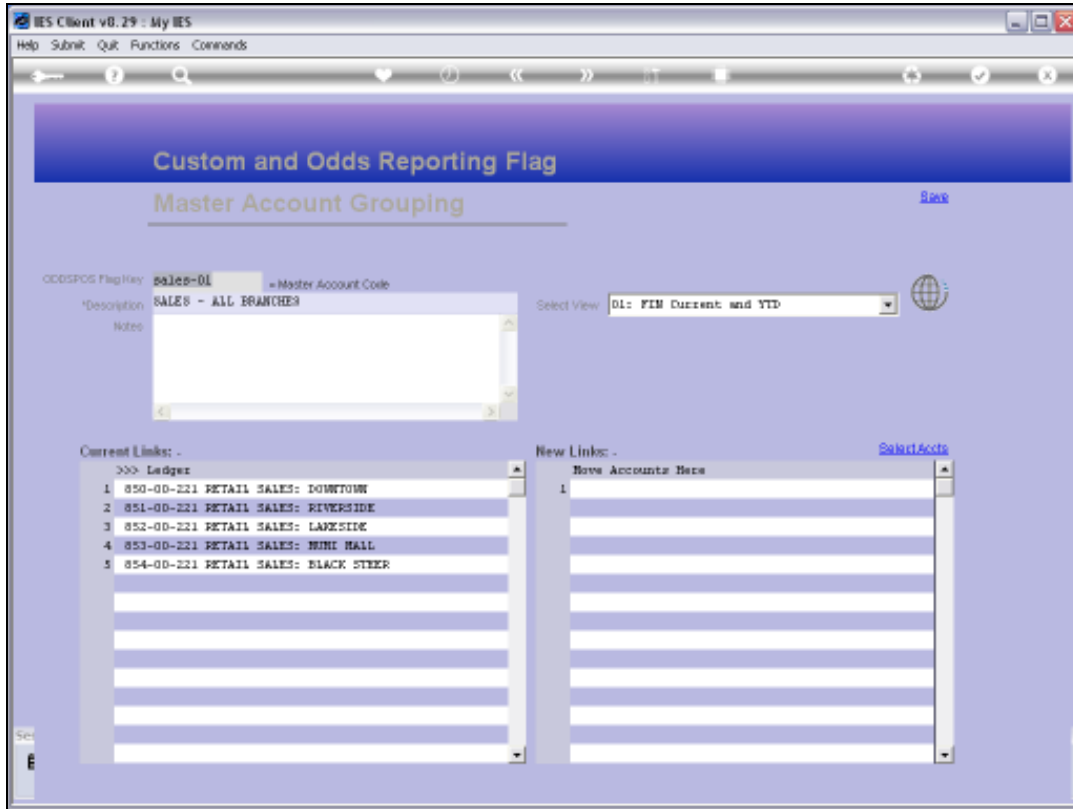 IES Client v8.29 : My IES
Help Submit Quit Functions Commands
Custom and Odds Reporting Flag
Master Account Grouping
Save
ODDSPOS Flag Key sales-01 = Master Account Code
*Description SALES - ALL BRANCHES
Select View 01: FIN Current and YTD
Notes
Current Links: .
New Links: .
Select Accts
>>> Ledger
Move Accounts Here
1 850-00-221 RETAIL SALES: DOWNTOWN
1
2 851-00-221 RETAIL SALES: RIVERSIDE
3 852-00-221 RETAIL SALES: LAKESIDE
4 853-00-221 RETAIL SALES: MUMI MALL
5 854-00-221 RETAIL SALES: BLACK STEER